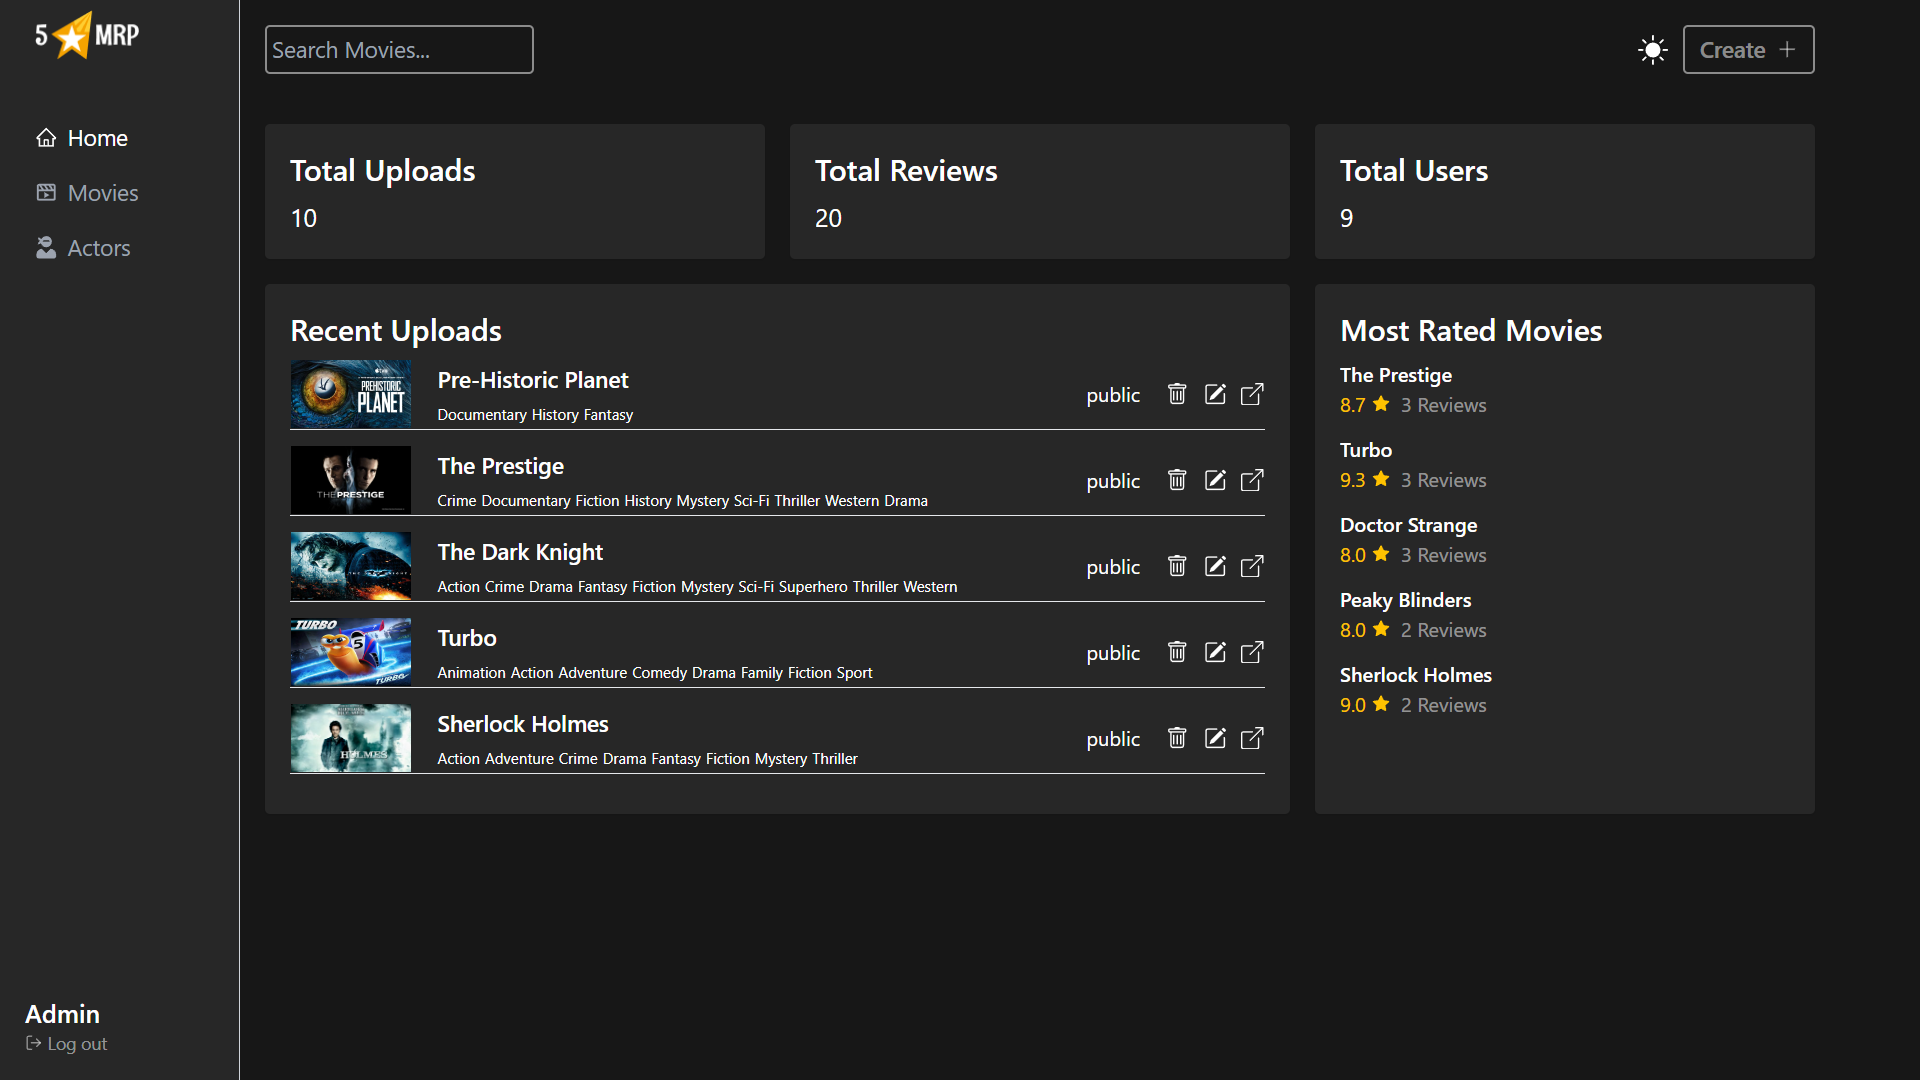 5 MRP
Search Movies...
Create
Home
Movies
Actors
Total Uploads
10
Total Reviews
20
Total Users
9
Recent Uploads
PREHISTORIC
PLANET
Pre-Historic Planet
Documentary History Fantasy
public
THE PRESTIGE
The Prestige
Crime Documentary Fiction History Mystery Sci-Fi Thriller Western Drama
public
The Dark Knight
Action Crime Drama Fantasy Fiction Mystery Sci-Fi Superhero Thriller Western
public
TURBO
5
TURBO
Turbo
Animation Action Adventure Comedy Drama Family Fiction Sport
public
HOLMES
Sherlock Holmes
Action Adventure Crime Drama Fantasy Fiction Mystery Thriller
public
Most Rated Movies
The Prestige
8.7 3 Reviews
Turbo
9.3 3 Reviews
Doctor Strange
8.0 3 Reviews
Peaky Blinders
8.0 2 Reviews
Sherlock Holmes
9.0 2 Reviews
Admin
Log out